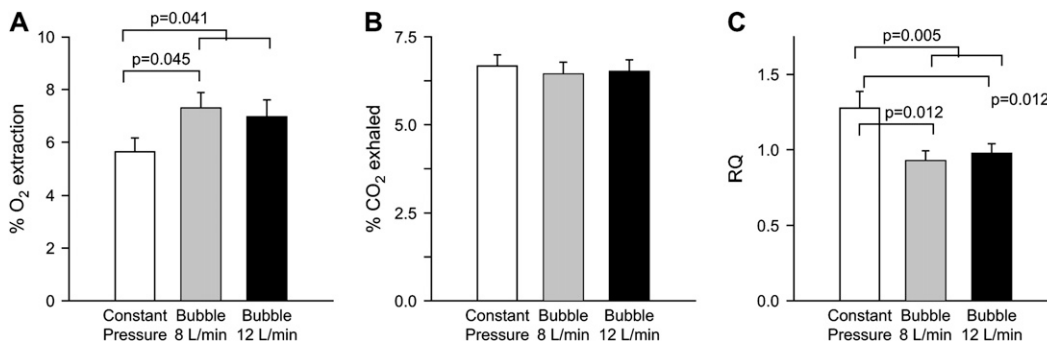 A
p=0.041
p=0.045
10
8
6
4
2
0
% O2 extraction
Constant
Pressure
Bubble
8 L/min
Bubble
12 L/min
B
7.5
5.0
2.5
0.0
% CO2 exhaled
Constant
Pressure
Bubble
8 L/min
Bubble
12 L/min
C
p=0.005
p=0.012
p=0.012
1.5
1.0
0.5
0.0
RQ
Constant
Pressure
Bubble
8 L/min
Bubble
12 L/min